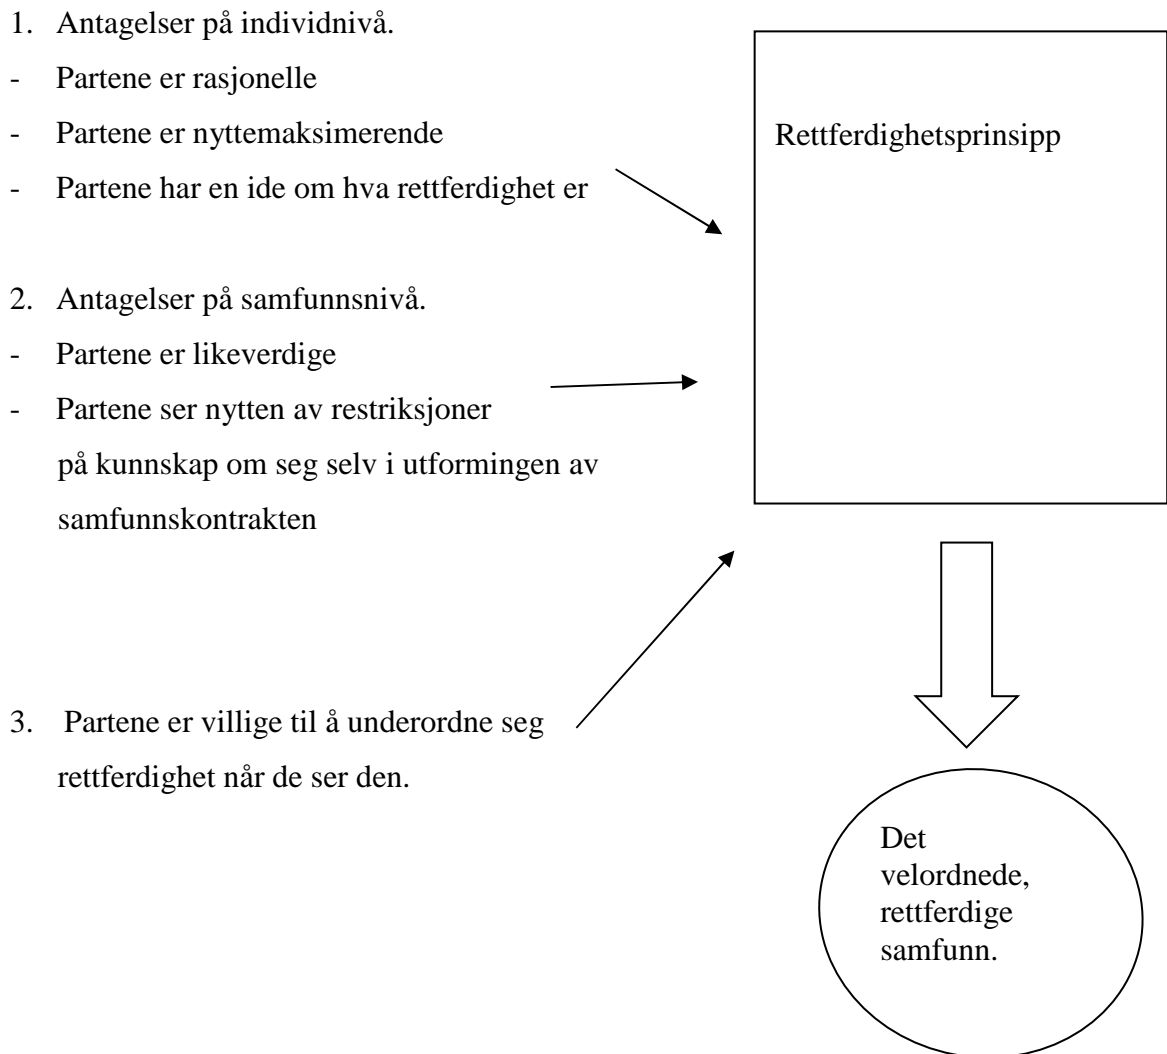 1. Antagelser på individnivå.
- Partene er rasjonelle
- Partene er nyttemaksimerende
- Partene har en ide om hva rettferdighet er
2. Antagelser på samfunnsnivå.
- Partene er likeverdige
- Partene ser nytten av restriksjoner
på kunnskap om seg selv i utformingen av
samfunnskontrakten
3. Partene er villige til å underordne seg
rettferdighet når de ser den.
Rettferdighetsprinsipp
Det
velordnede,
rettferdige
samfunn.